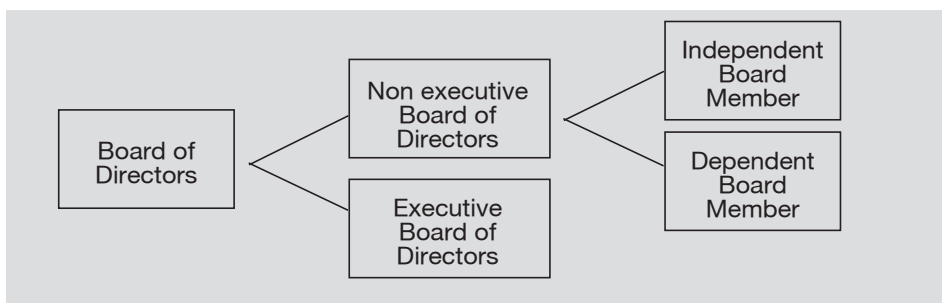 Board of
Directors
Non executive
Board of
Directors
Executive
Board of
Directors
Independent
Board
Member
Dependent
Board
Member